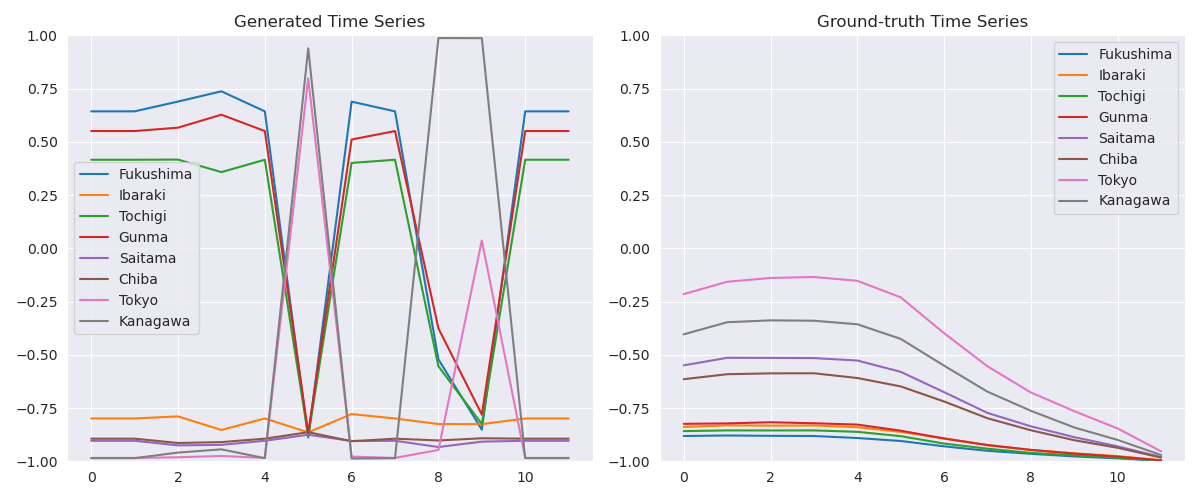 Generated Time Series
1.00
0.75
0.50
0.25
0.00
−0.25
−0.50
−0.75
−1.00
0 2 4 6 8 10
Fukushima
Ibaraki
Tochigi
Gunma
Saitama
Chiba
Tokyo
Kanagawa
Ground-truth Time Series
1.00
0.75
0.50
0.25
0.00
−0.25
−0.50
−0.75
−1.00
0 2 4 6 8 10
Fukushima
Ibaraki
Tochigi
Gunma
Saitama
Chiba
Tokyo
Kanagawa